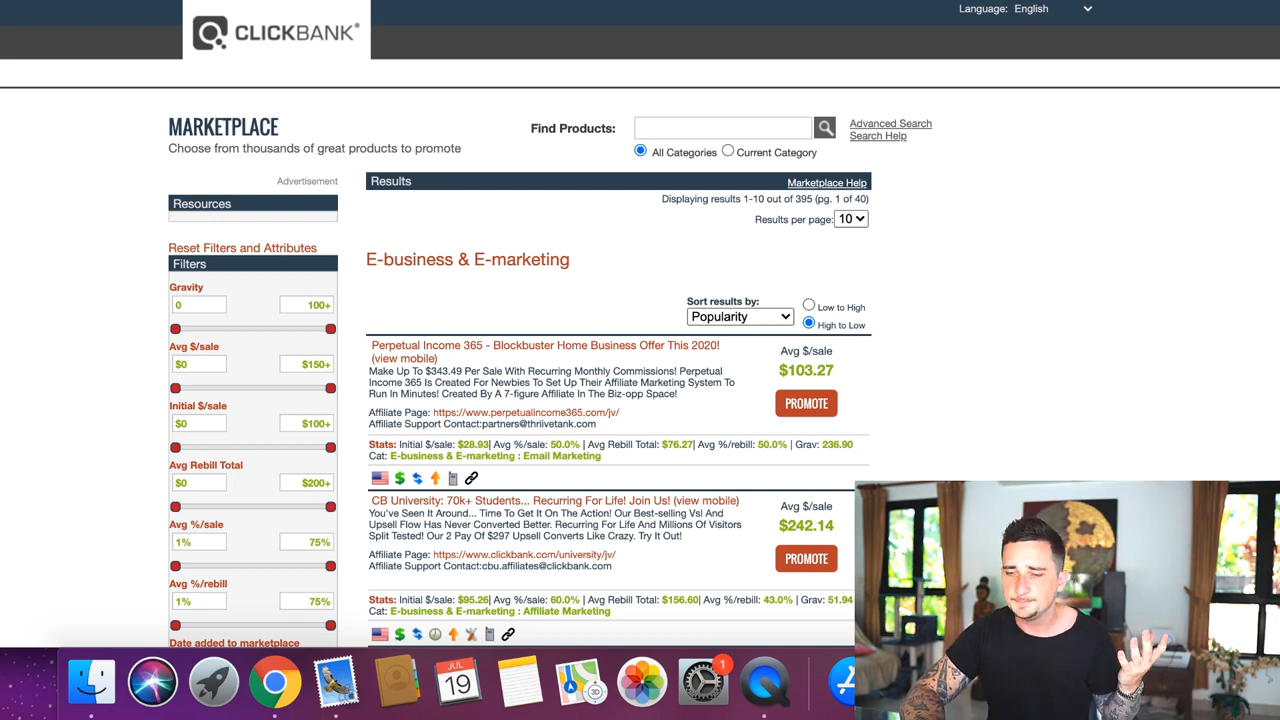 Language: English
CLICKBANK®
MARKETPLACE
Choose from thousands of great products to promote
Find Products:
Advanced Search
Search Help
All Categories
Current Category
Advertisement
Resources
Reset Filters and Attributes
Filters
Gravity
0
100+
Avg $/sale
$0
$150+
Initial $/sale
$0
$100+
Avg Rebill Total
$0
$200+
Avg %/sale
1%
75%
Avg %/rebill
1%
75%
Date added to marketplace
Results
Marketplace Help
Displaying results 1-10 out of 395 (pg. 1 of 40)
Results per page: 10
E-business & E-marketing
Sort results by:
Popularity
Low to High
High to Low
Perpetual Income 365 - Blockbuster Home Business Offer This 2020!
(view mobile)
Make Up To $343.49 Per Sale With Recurring Monthly Commissions! Perpetual
Income 365 Is Created For Newbies To Set Up Their Affiliate Marketing System To
Run In Minutes! Created By A 7-figure Affiliate In The Biz-opp Space!
Affiliate Page: https://www.perpetualincome365.com/jv/
Affiliate Support Contact:partners@thriivetank.com
Avg $/sale
$103.27
PROMOTE
Stats: Initial $/sale: $28.93| Avg %/sale: 50.0% | Avg Rebill Total: $76.27| Avg %/rebill: 50.0% | Grav: 236.90
Cat: E-business & E-marketing : Email Marketing
CB University: 70k+ Students... Recurring For Life! Join Us! (view mobile)
You've Seen It Around... Time To Get It On The Action! Our Best-selling Vsl And
Upsell Flow Has Never Converted Better. Recurring For Life And Millions Of Visitors
Split Tested! Our 2 Pay Of $297 Upsell Converts Like Crazy. Try It Out!
Affiliate Page: https://www.clickbank.com/university/jv/
Affiliate Support Contact:cbu.affiliates@clickbank.com
Avg $/sale
$242.14
PROMOTE
Stats: Initial $/sale: $95.26| Avg %/sale: 60.0% | Avg Rebill Total: $156.60| Avg %/rebill: 43.0% | Grav: 51.94
Cat: E-business & E-marketing : Affiliate Marketing
JUL
19
3D
1